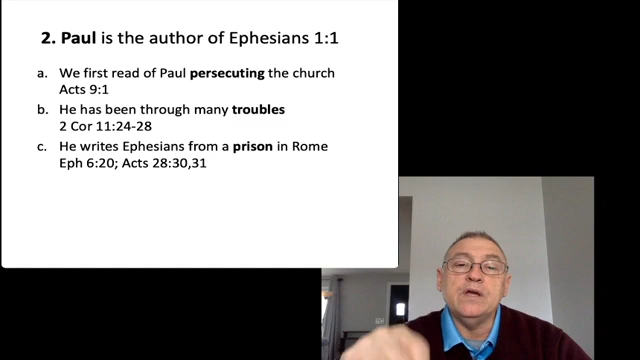 2. Paul is the author of Ephesians 1:1
a. We first read of Paul persecuting the church
Acts 9:1
b. He has been through many troubles
2 Cor 11:24-28
c. He writes Ephesians from a prison in Rome
Eph 6:20; Acts 28:30,31